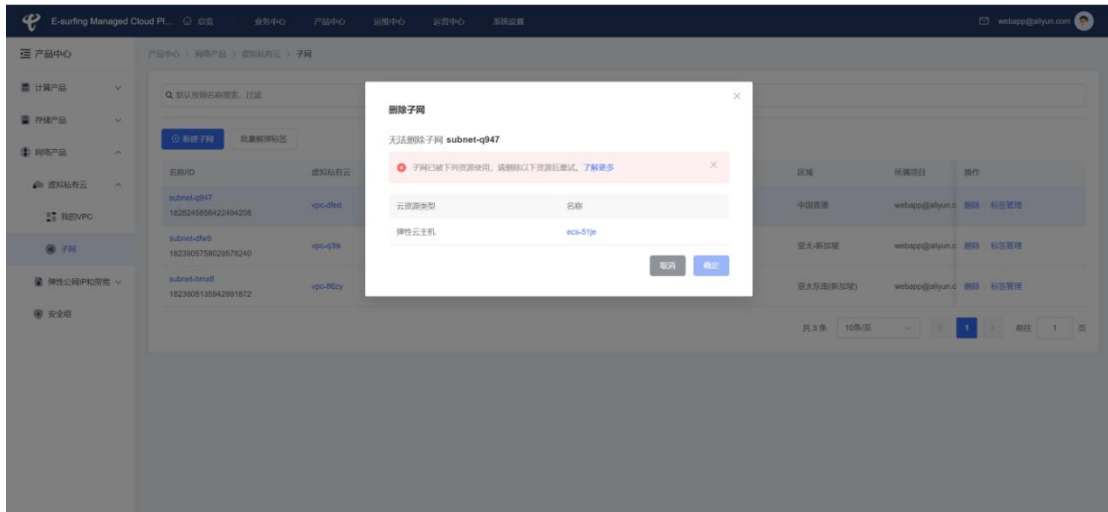 E-surfing Managed Cloud Pl... 总览 业务中心 产品中心 运维中心 运营中心 系统设置 webapp@aliyun.com
产品中心
产品中心 > 网络产品 > 虚拟私有云 > 子网
计算产品
存储产品
网络产品
虚拟私有云
我的VPC
子网
弹性公网IP和带宽
安全组
默认按照名称搜索、过滤
新建子网 批量解绑标签
名称/ID 虚拟私有云 区域 所属项目 操作
subnet-q947
1828245856422494208
vpc-dfed 中国香港 webapp@aliyun.c 删除 标签管理
subnet-dfw9
1823905758029578240
vpc-q3lk 亚太-新加坡 webapp@aliyun.c 删除 标签管理
subnet-hmx8
1823905135942991872
vpc-86zy 亚太东南(新加坡) webapp@aliyun.c 删除 标签管理
共 3 条 10条/页 1 前往 1 页
删除子网
无法删除子网 subnet-q947
子网已被下列资源使用，请删除以下资源后重试。了解更多
云资源类型 名称
弹性云主机 ecs-51je
取消 确定